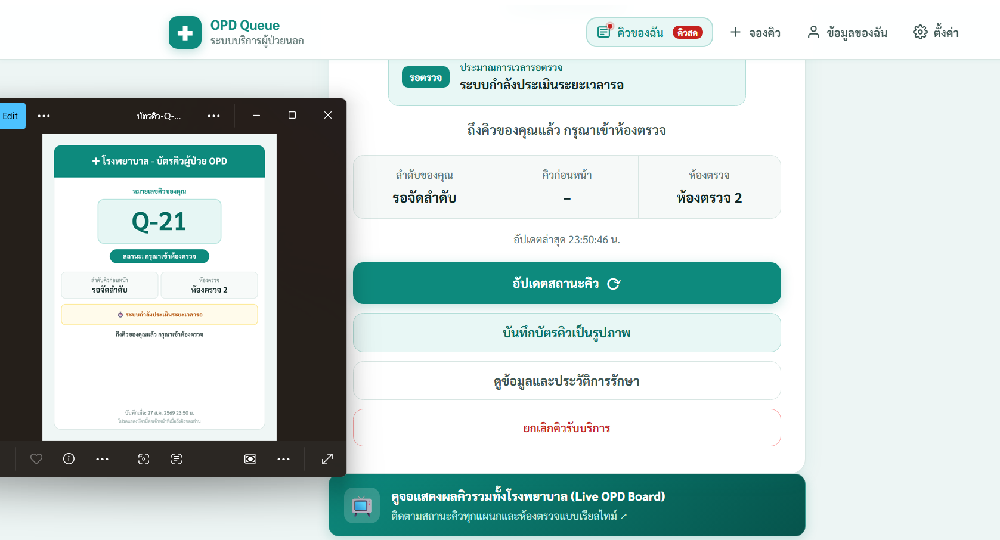 OPD Queue
ระบบบริการผู้ป่วยนอก
คิวของฉัน คิวสด
จองคิว
ข้อมูลของฉัน
ตั้งค่า
รอตรวจ
ประมาณการเวลารอตรวจ
ระบบกำลังประเมินระยะเวลารอ
ถึงคิวของคุณแล้ว กรุณาเข้าห้องตรวจ
ลำดับของคุณ
รอจัดลำดับ
คิวก่อนหน้า
–
ห้องตรวจ
ห้องตรวจ 2
อัปเดตล่าสุด 23:50:46 น.
อัปเดตสถานะคิว
บันทึกบัตรคิวเป็นรูปภาพ
ดูข้อมูลและประวัติการรักษา
ยกเลิกคิวรับบริการ
ดูจอแสดงผลคิวรวมทั้งโรงพยาบาล (Live OPD Board)
ติดตามสถานะคิวทุกแผนกและห้องตรวจแบบเรียลไทม์ ↗
Edit
บัตรคิว-Q-...
โรงพยาบาล - บัตรคิวผู้ป่วย OPD
หมายเลขคิวของคุณ
Q-21
สถานะ: กรุณาเข้าห้องตรวจ
ลำดับคิวก่อนหน้า
รอจัดลำดับ
ห้องตรวจ
ห้องตรวจ 2
ระบบกำลังประเมินระยะเวลารอ
ถึงคิวของคุณแล้ว กรุณาเข้าห้องตรวจ
บันทึกเมื่อ: 27 ส.ค. 2569 23:50 น.
โปรดแสดงบัตรนี้ต่อเจ้าหน้าที่เมื่อถึงคิวของท่าน